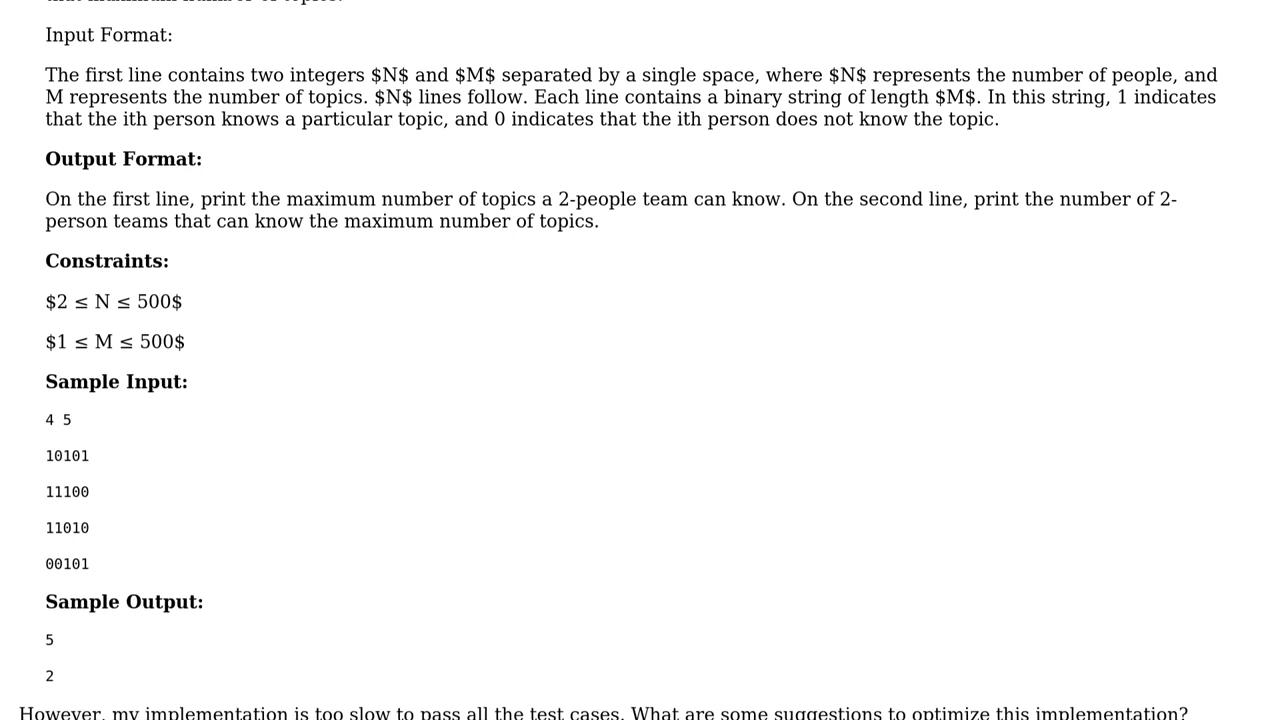 Input Format:
The first line contains two integers $N$ and $M$ separated by a single space, where $N$ represents the number of people, and
M represents the number of topics. $N$ lines follow. Each line contains a binary string of length $M$. In this string, 1 indicates
that the ith person knows a particular topic, and 0 indicates that the ith person does not know the topic.
Output Format:
On the first line, print the maximum number of topics a 2-people team can know. On the second line, print the number of 2-
person teams that can know the maximum number of topics.
Constraints:
$2 ≤ N ≤ 500$
$1 ≤ M ≤ 500$
Sample Input:
4 5
10101
11100
11010
00101
Sample Output:
5
2
However, my implementation is too slow to pass all the test cases. What are some suggestions to optimize this implementation?